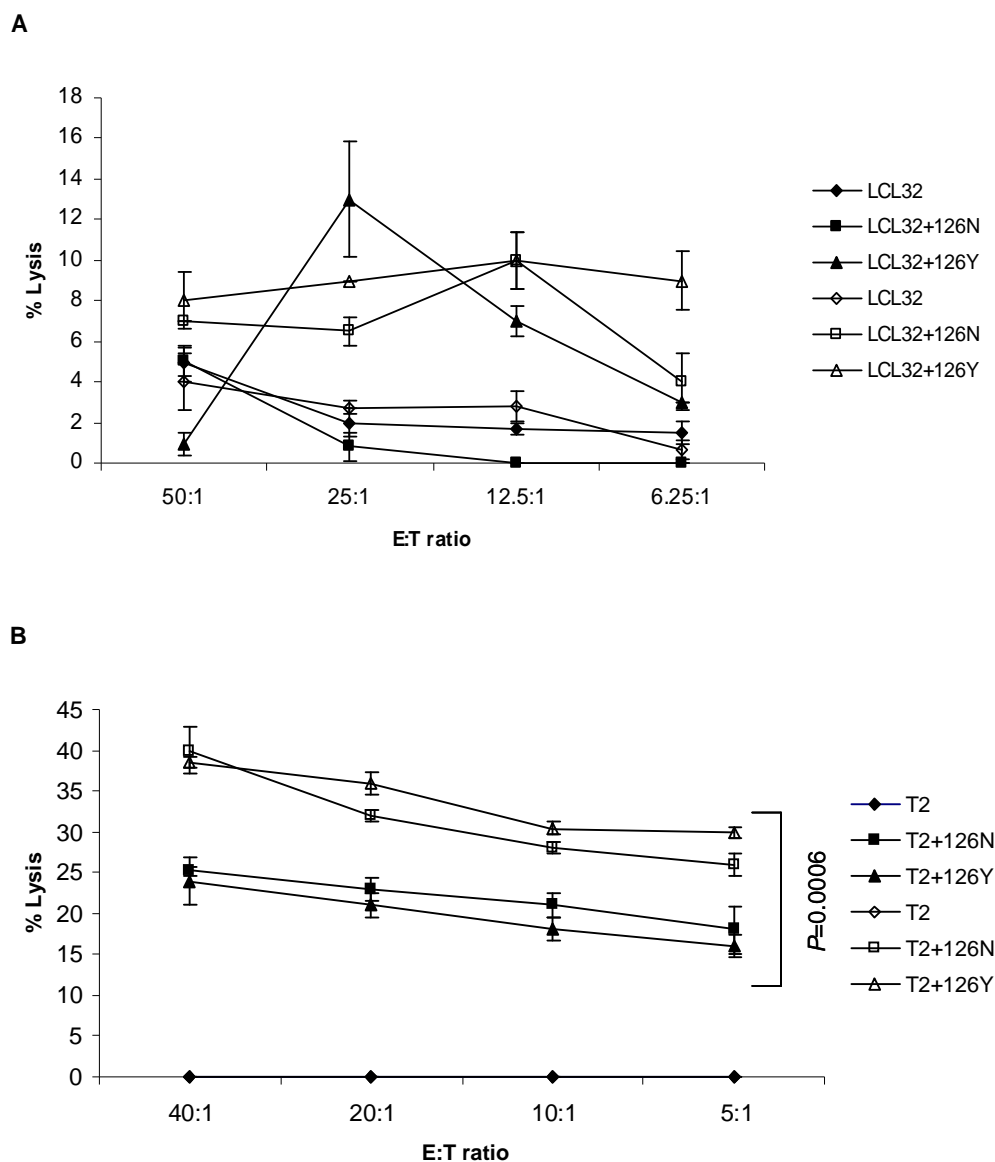 A
18
16
14
12
10
8
6
4
2
0
% Lysis
50:1 25:1 12.5:1 6.25:1
E:T ratio
LCL32
LCL32+126N
LCL32+126Y
LCL32
LCL32+126N
LCL32+126Y
B
45
40
35
30
25
20
15
10
5
0
% Lysis
40:1 20:1 10:1 5:1
E:T ratio
P=0.0006
T2
T2+126N
T2+126Y
T2
T2+126N
T2+126Y